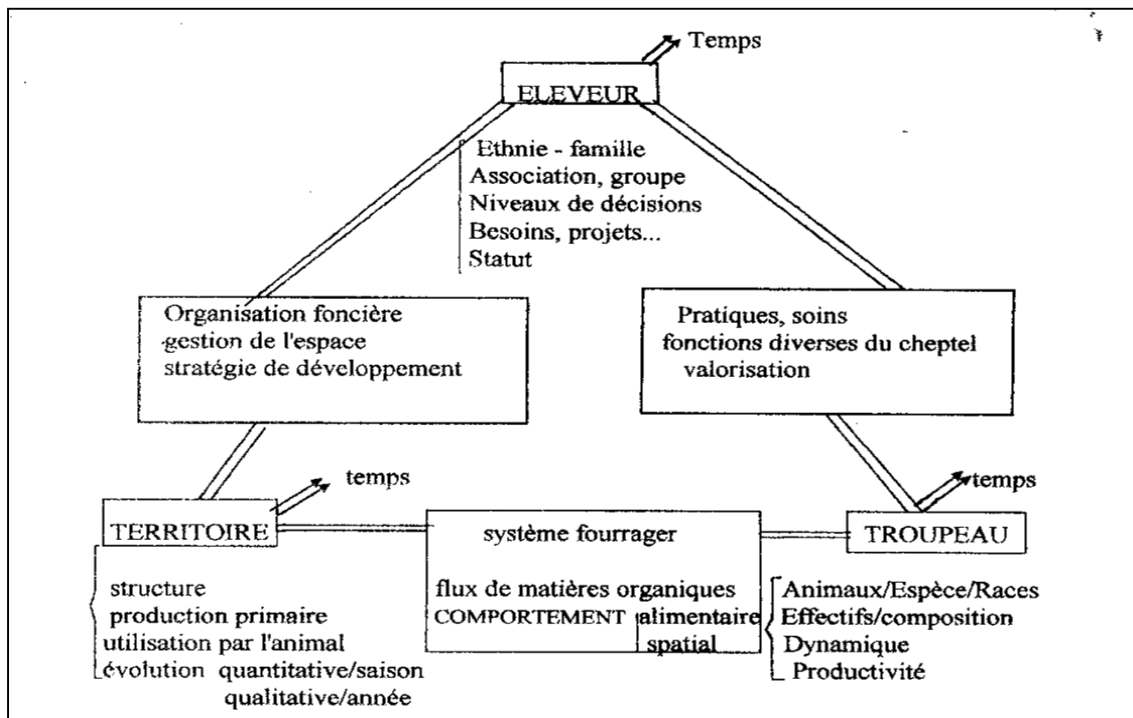 Temps
ELEVEUR
Ethnie - famille
Association, groupe
Niveaux de décisions
Besoins, projets...
Statut
Organisation foncière
gestion de l'espace
stratégie de développement
Pratiques, soins
fonctions diverses du cheptel
valorisation
temps
TERRITOIRE
structure
production primaire
utilisation par l'animal
évolution quantitative/saison
qualitative/année
système fourrager
flux de matières organiques
COMPORTEMENT alimentaire
spatial
temps
TROUPEAU
Animaux/Espèce/Races
Effectifs/composition
Dynamique
Productivité